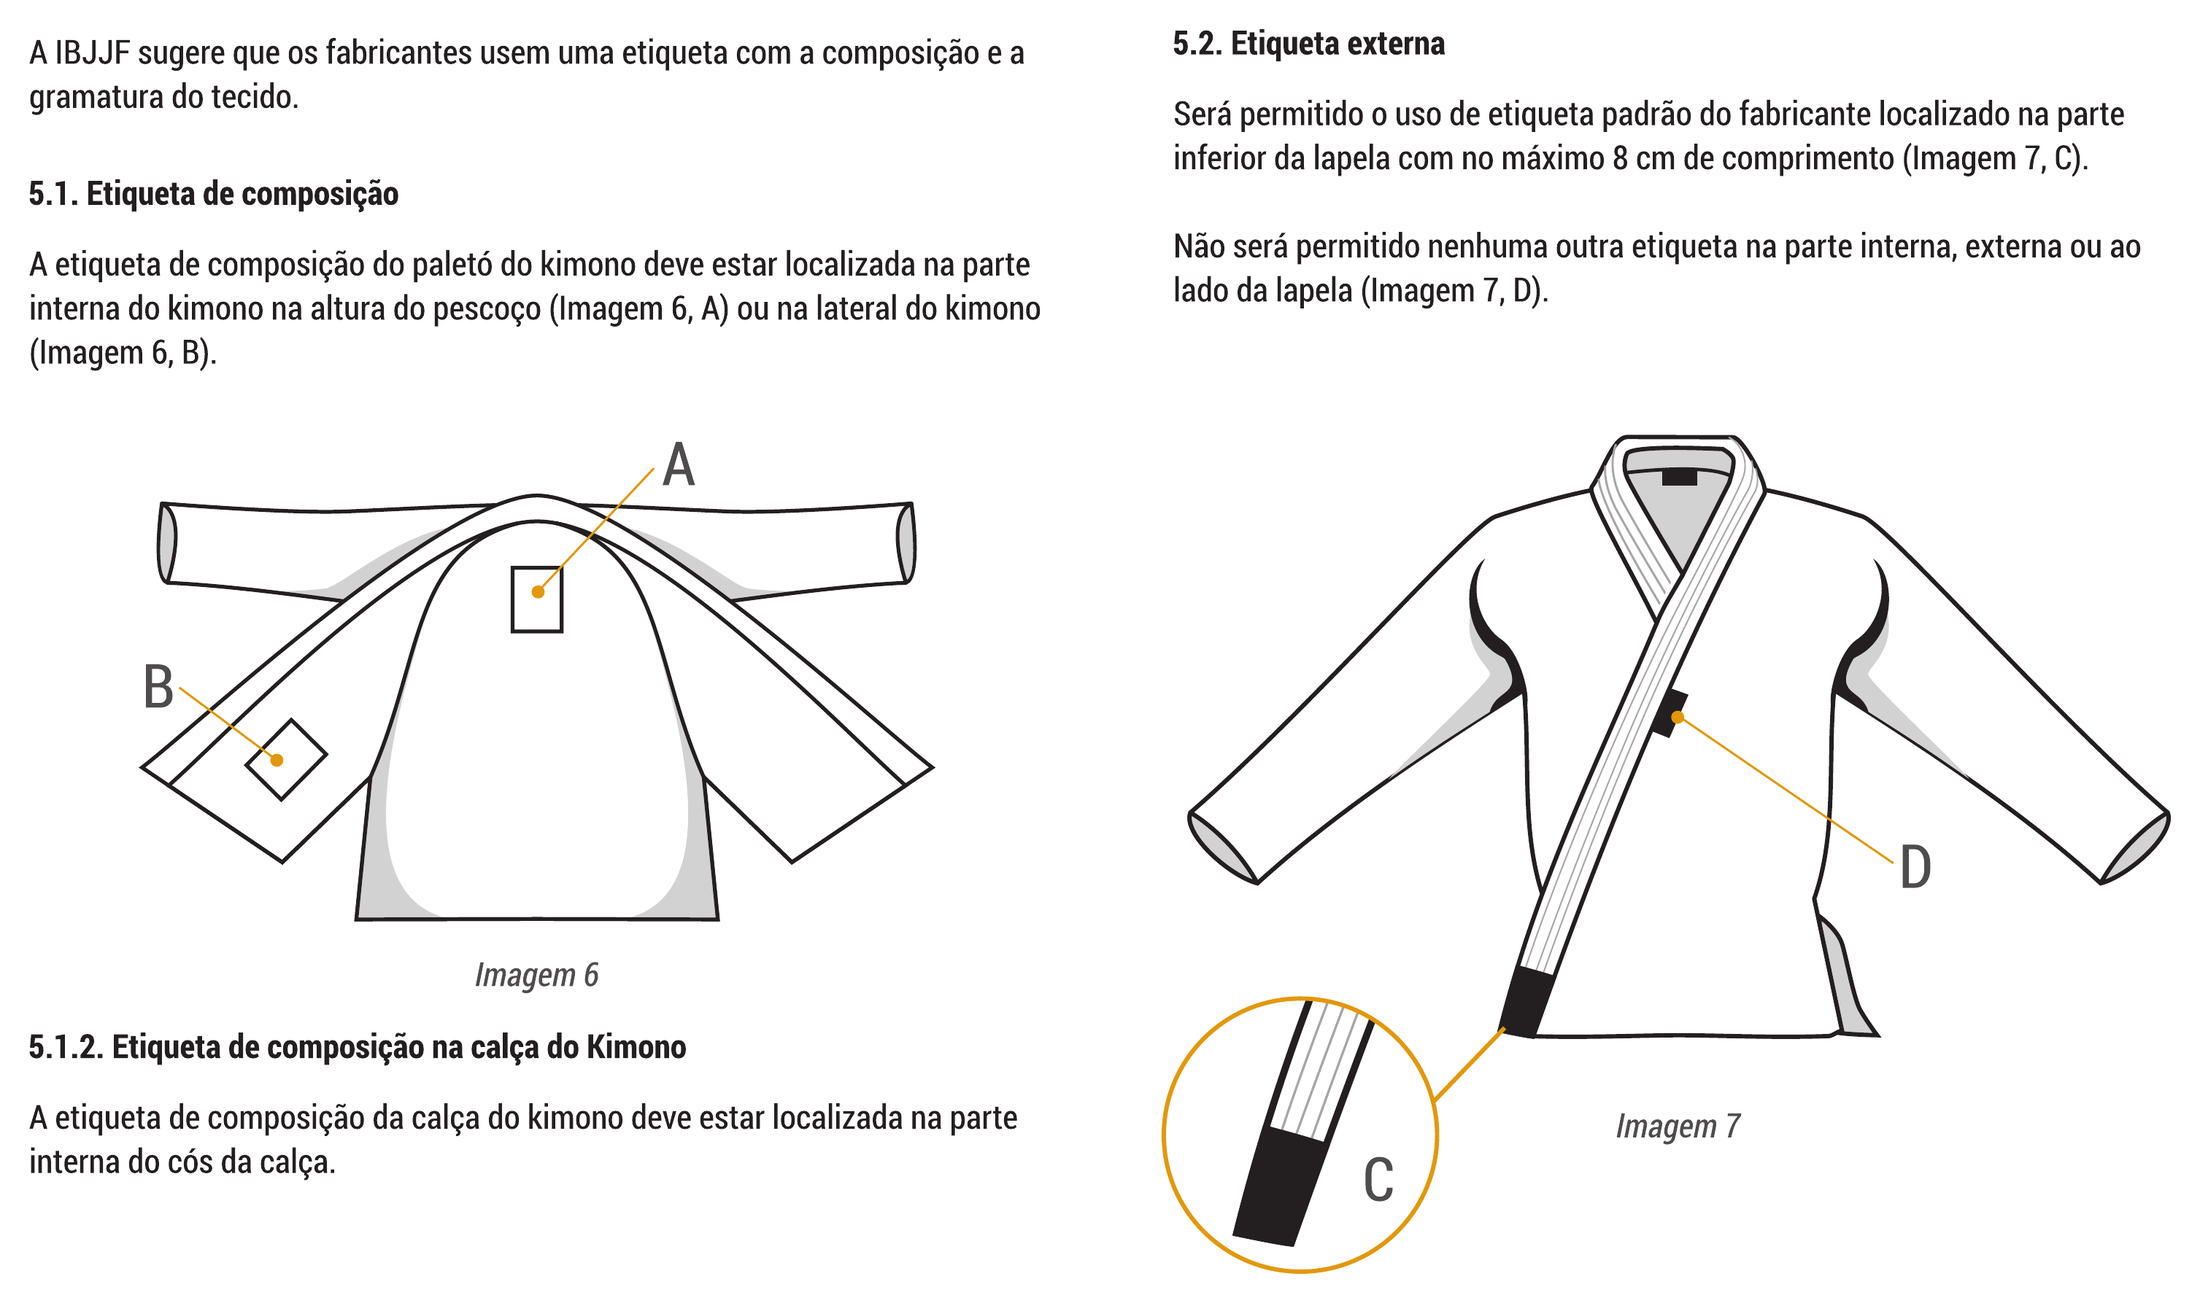 A IBJJF sugere que os fabricantes usem uma etiqueta com a composição e a
gramatura do tecido.
5.1. Etiqueta de composição
A etiqueta de composição do paletó do kimono deve estar localizada na parte
interna do kimono na altura do pescoço (Imagem 6, A) ou na lateral do kimono
(Imagem 6, B).
A
B
Imagem 6
5.1.2. Etiqueta de composição na calça do Kimono
A etiqueta de composição da calça do kimono deve estar localizada na parte
interna do cós da calça.
5.2. Etiqueta externa
Será permitido o uso de etiqueta padrão do fabricante localizado na parte
inferior da lapela com no máximo 8 cm de comprimento (Imagem 7, C).
Não será permitido nenhuma outra etiqueta na parte interna, externa ou ao
lado da lapela (Imagem 7, D).
D
C
Imagem 7